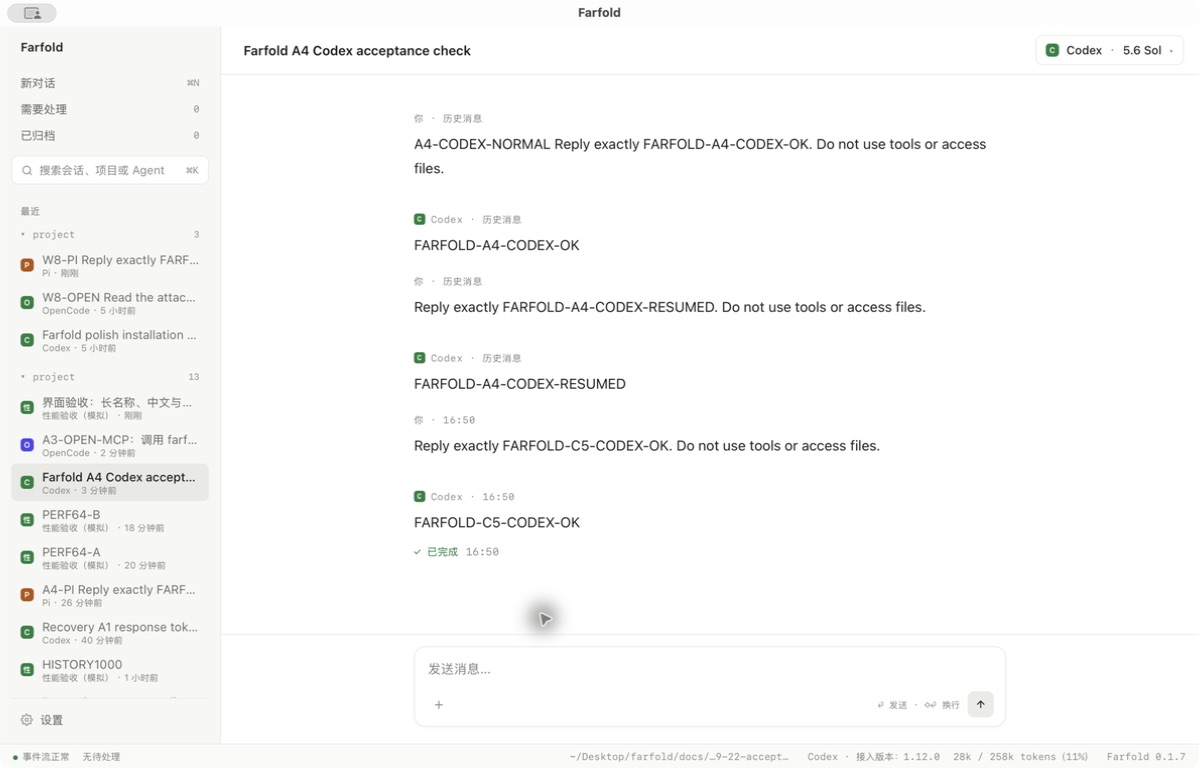 Farfold
Farfold
新对话 ⌘N
需要处理 0
已归档 0
搜索会话、项目或 Agent ⌘K
最近
project 3
P W8-PI Reply exactly FARF...
Pi · 刚刚
O W8-OPEN Read the attac...
OpenCode · 5 小时前
C Farfold polish installation ...
Codex · 5 小时前
project 13
性 界面验收：长名称、中文与...
性能验收（模拟） · 刚刚
O A3-OPEN-MCP：调用 farf...
OpenCode · 2 分钟前
C Farfold A4 Codex accept...
Codex · 3 分钟前
性 PERF64-B
性能验收（模拟） · 18 分钟前
性 PERF64-A
性能验收（模拟） · 20 分钟前
P A4-PI Reply exactly FARF...
Pi · 26 分钟前
C Recovery A1 response tok...
Codex · 40 分钟前
性 HISTORY1000
性能验收（模拟） · 1 小时前
设置
Farfold A4 Codex acceptance check
C Codex · 5.6 Sol
你 · 历史消息
A4-CODEX-NORMAL Reply exactly FARFOLD-A4-CODEX-OK. Do not use tools or access
files.
C Codex · 历史消息
FARFOLD-A4-CODEX-OK
你 · 历史消息
Reply exactly FARFOLD-A4-CODEX-RESUMED. Do not use tools or access files.
C Codex · 历史消息
FARFOLD-A4-CODEX-RESUMED
你 · 16:50
Reply exactly FARFOLD-C5-CODEX-OK. Do not use tools or access files.
C Codex · 16:50
FARFOLD-C5-CODEX-OK
✓ 已完成 16:50
发送消息...
+ ↵ 发送 · ⇧↵ 换行
事件流正常 无待处理 ~/Desktop/farfold/docs/…9-22-accept… Codex · 接入版本：1.12.0 28k / 258k tokens (11%) Farfold 0.1.7